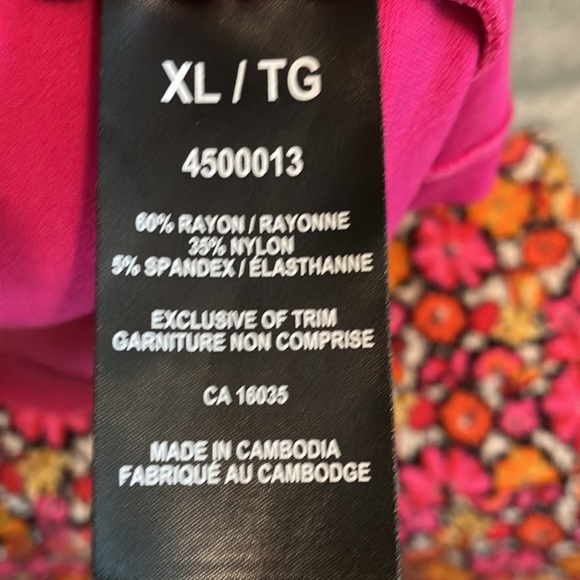 XL / TG
4500013
60% RAYON / RAYONNE
35% NYLON
5% SPANDEX / ÉLASTHANNE
EXCLUSIVE OF TRIM
GARNITURE NON COMPRISE
CA 16035
MADE IN CAMBODIA
FABRIQUÉ AU CAMBODGE